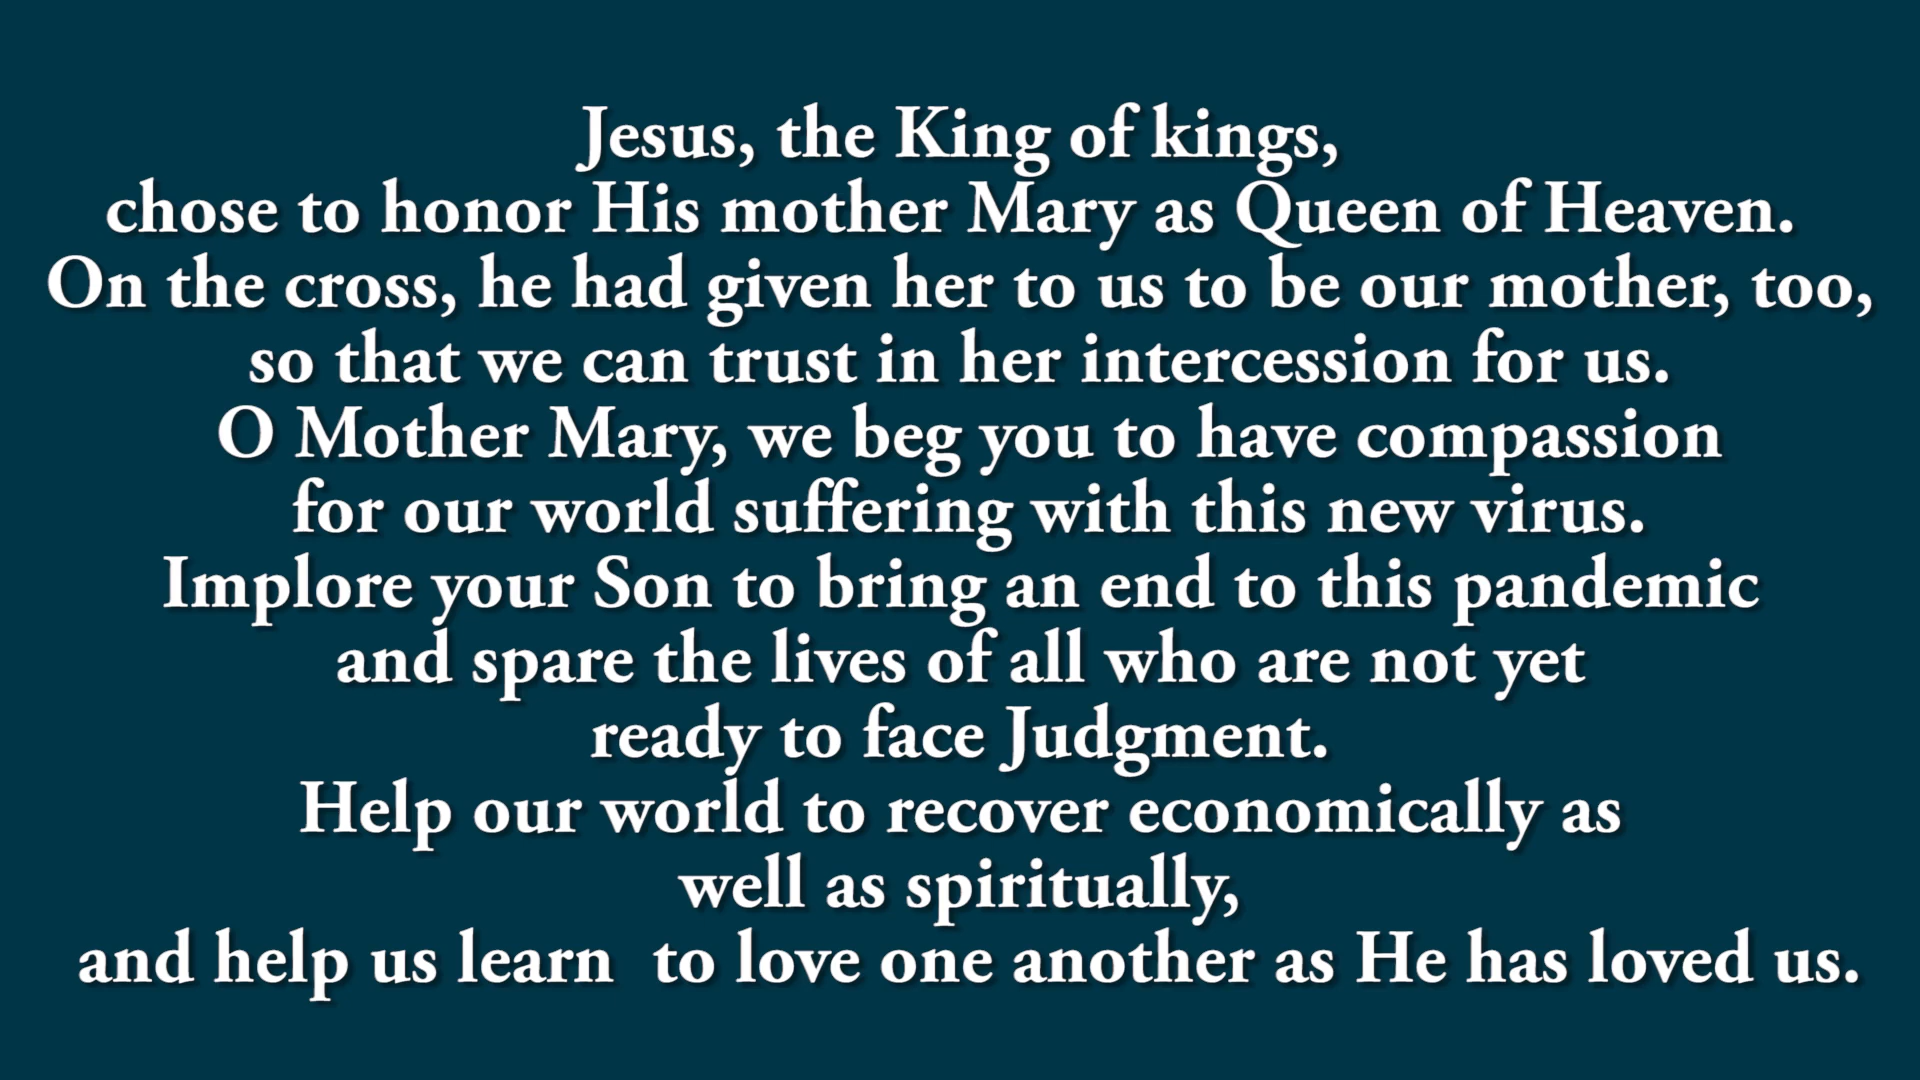 Jesus, the King of kings,
chose to honor His mother Mary as Queen of Heaven.
On the cross, he had given her to us to be our mother, too,
so that we can trust in her intercession for us.
O Mother Mary, we beg you to have compassion
for our world suffering with this new virus.
Implore your Son to bring an end to this pandemic
and spare the lives of all who are not yet
ready to face Judgment.
Help our world to recover economically as
well as spiritually,
and help us learn  to love one another as He has loved us.